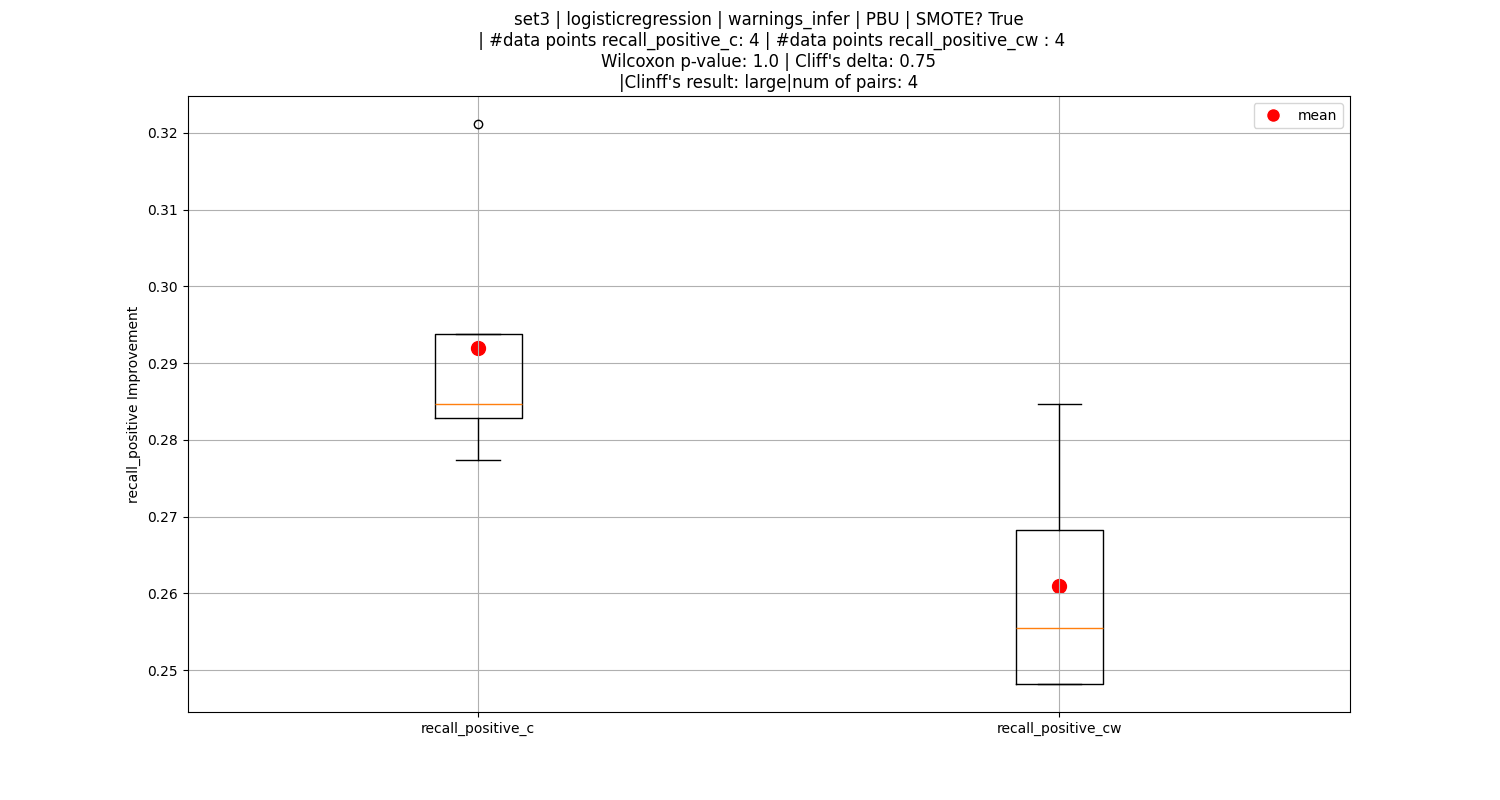 set3 | logisticregression | warnings_infer | PBU | SMOTE? True
| #data points recall_positive_c: 4 | #data points recall_positive_cw : 4
Wilcoxon p-value: 1.0 | Cliff's delta: 0.75
|Clinff's result: large|num of pairs: 4
mean
0.32
0.31
0.30
0.29
0.28
0.27
0.26
0.25
recall_positive Improvement
recall_positive_c
recall_positive_cw